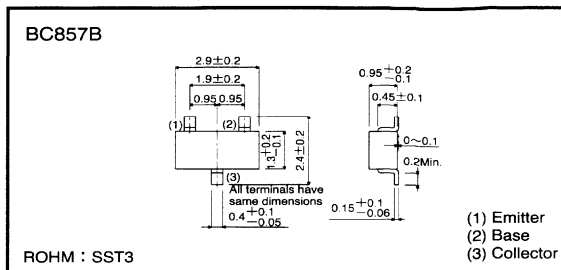 BC857B
2.9±0.2
1.9±0.2
0.95 0.95
(1)
(2)
(3)
1.3 +0.2 -0.1
2.4±0.2
All terminals have
same dimensions
0.4 +0.1 -0.05
0.95 +0.2 -0.1
0.45±0.1
0~0.1
0.2Min.
0.15 +0.1 -0.06
(1) Emitter
(2) Base
(3) Collector
ROHM : SST3